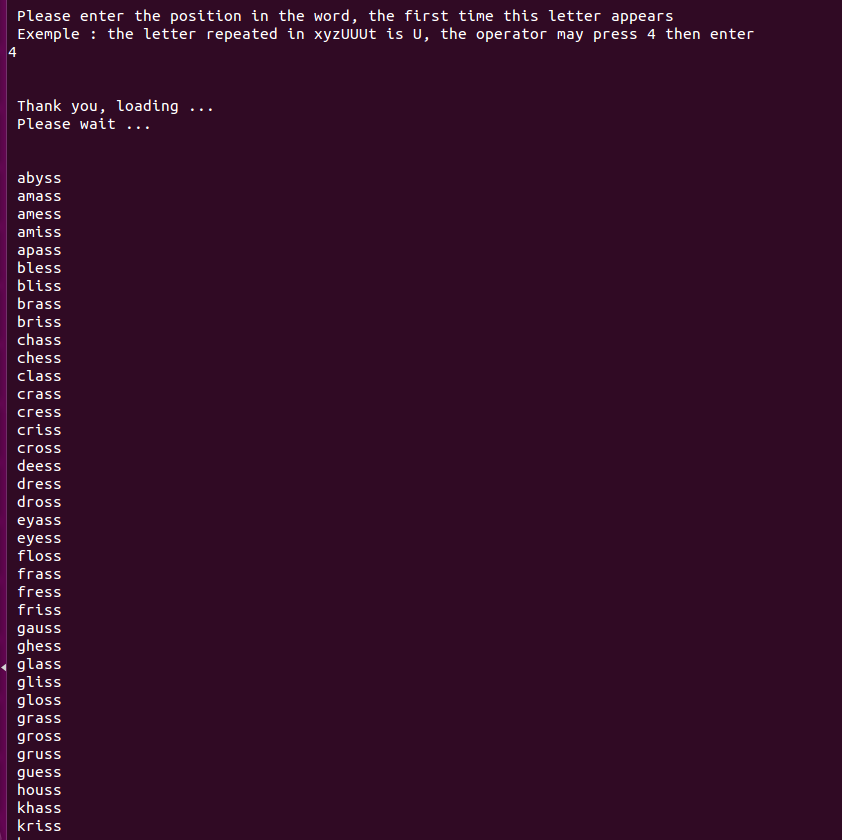 Please enter the position in the word, the first time this letter appears
Exemple : the letter repeated in xyzUUUt is U, the operator may press 4 then enter
4
Thank you, loading ...
Please wait ...
abyss
amass
amess
amiss
apass
bless
bliss
brass
briss
chass
chess
class
crass
cress
criss
cross
deess
dress
dross
eyass
eyess
floss
frass
fress
friss
gauss
ghess
glass
gliss
gloss
grass
gross
gruss
guess
houss
khass
kriss